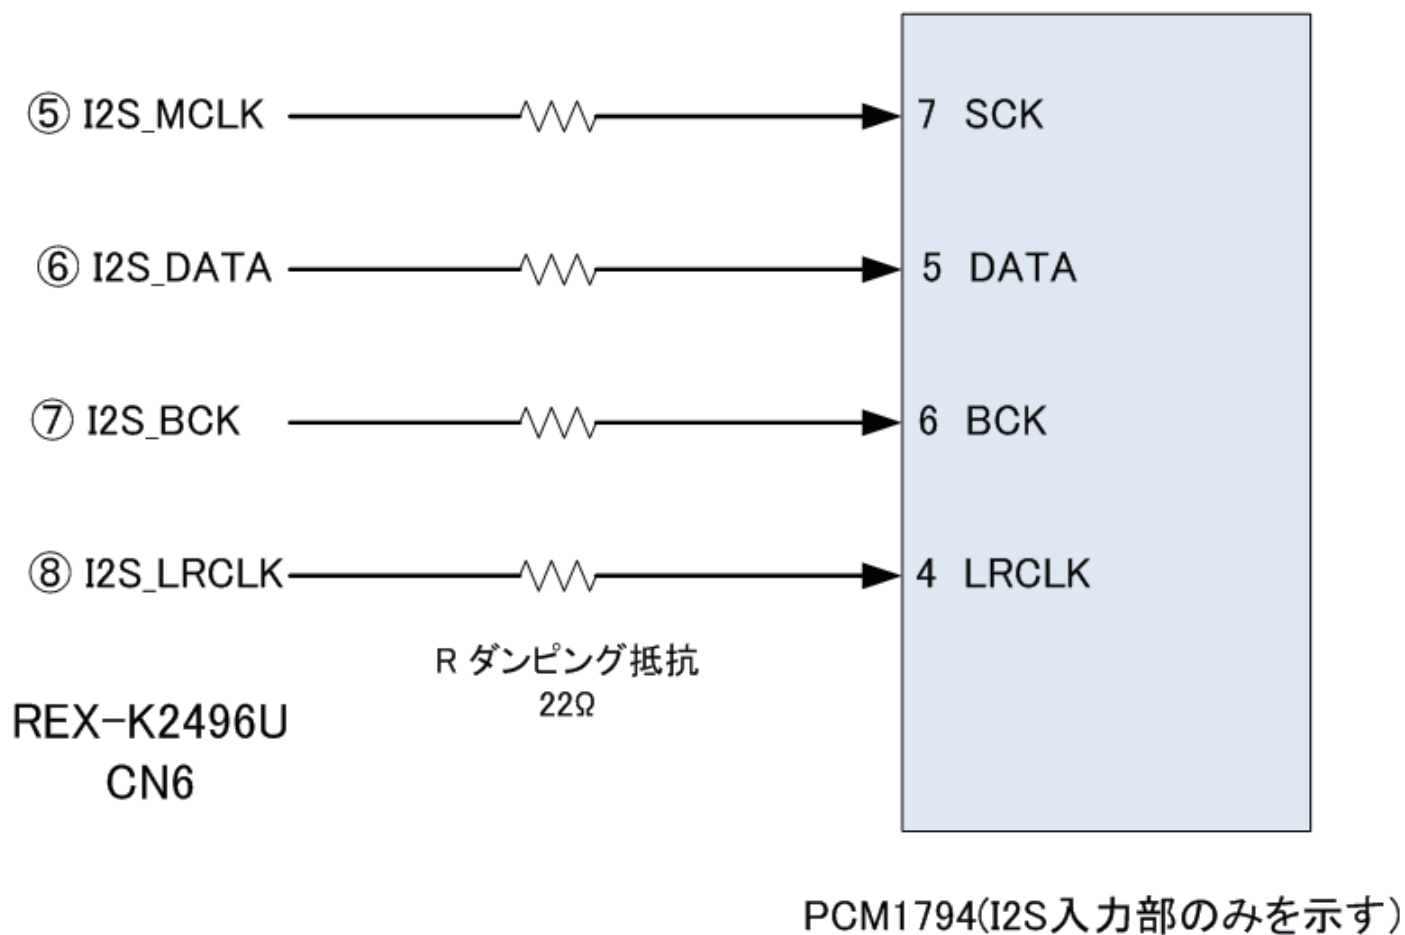 ⑤ I2S_MCLK 7 SCK
⑥ I2S_DATA 5 DATA
⑦ I2S_BCK 6 BCK
⑧ I2S_LRCLK 4 LRCLK
R ダンピング抵抗
22Ω
REX-K2496U
CN6
PCM1794(I2S入力部のみを示す)